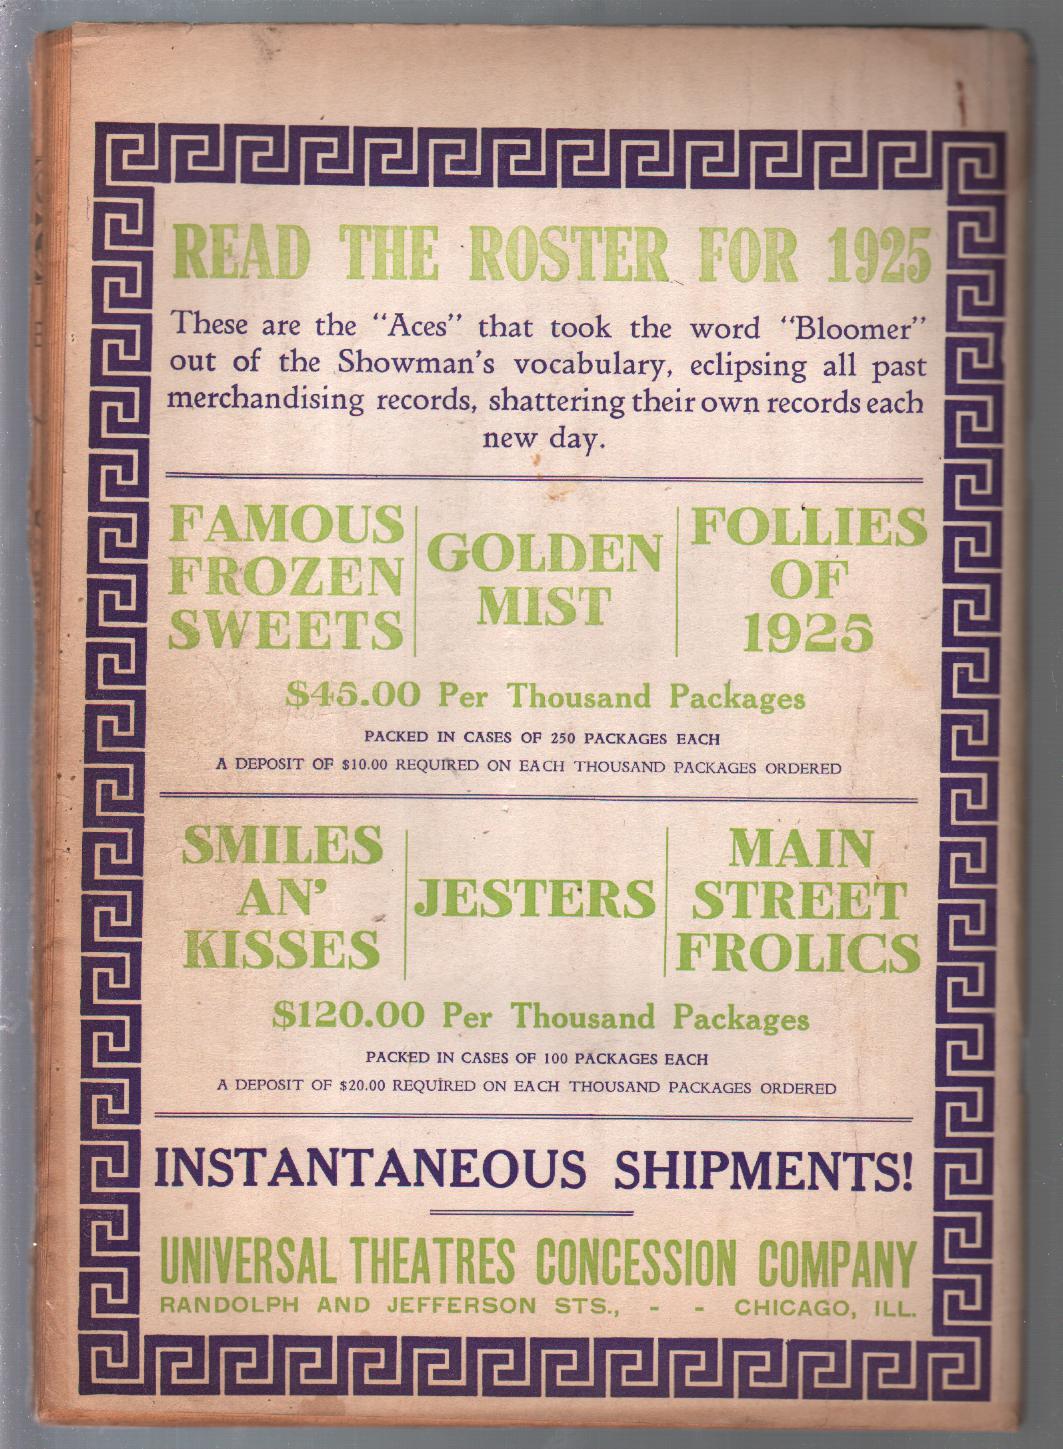 READ THE ROSTER FOR 1925
These are the "Aces" that took the word "Bloomer"
out of the Showman's vocabulary, eclipsing all past
merchandising records, shattering their own records each
new day.
FAMOUS
FROZEN
SWEETS
GOLDEN
MIST
FOLLIES
OF
1925
$45.00 Per Thousand Packages
PACKED IN CASES OF 250 PACKAGES EACH
A DEPOSIT OF $10.00 REQUIRED ON EACH THOUSAND PACKAGES ORDERED
SMILES
AN'
KISSES
JESTERS
MAIN
STREET
FROLICS
$120.00 Per Thousand Packages
PACKED IN CASES OF 100 PACKAGES EACH
A DEPOSIT OF $20.00 REQUIRED ON EACH THOUSAND PACKAGES ORDERED
INSTANTANEOUS SHIPMENTS!
UNIVERSAL THEATRES CONCESSION COMPANY
RANDOLPH AND JEFFERSON STS., - - CHICAGO, ILL.